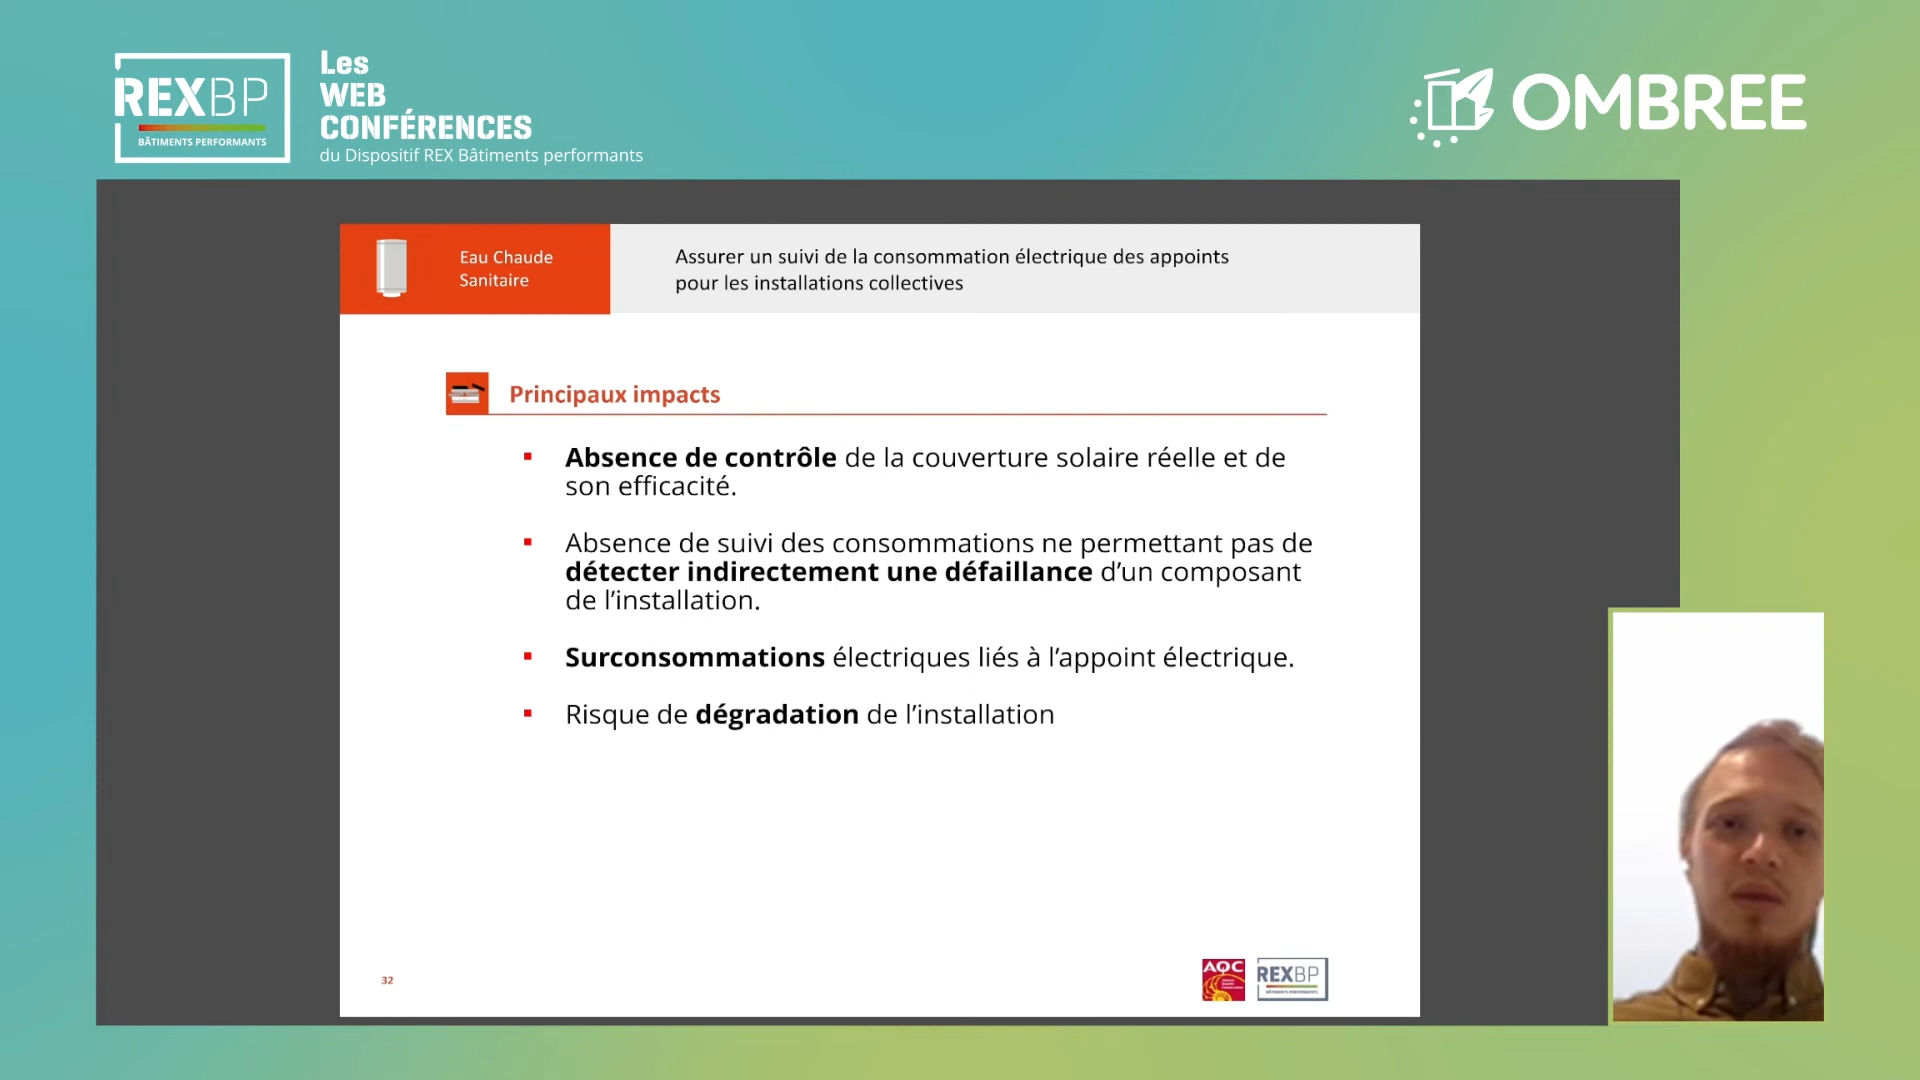 REXBP
BÂTIMENTS PERFORMANTS
Les
WEB
CONFÉRENCES
du Dispositif REX Bâtiments performants
OMBREE
Eau Chaude
Sanitaire
Assurer un suivi de la consommation électrique des appoints
pour les installations collectives
Principaux impacts
▪ Absence de contrôle de la couverture solaire réelle et de
son efficacité.
▪ Absence de suivi des consommations ne permettant pas de
détecter indirectement une défaillance d’un composant
de l’installation.
▪ Surconsommations électriques liés à l’appoint électrique.
▪ Risque de dégradation de l’installation
32
AQC
REXBP
BÂTIMENTS PERFORMANTS